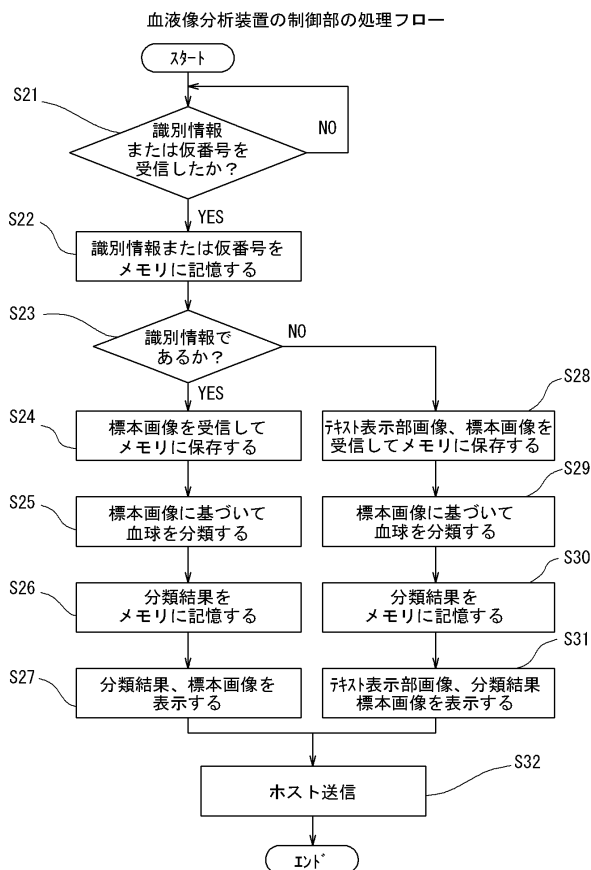 血液像分析装置の制御部の処理フロー
スタート
S21
識別情報
または仮番号を
受信したか？
NO
YES
S22
識別情報または仮番号を
メモリに記憶する
S23
識別情報で
あるか？
NO
YES
S24
標本画像を受信して
メモリに保存する
S28
テキスト表示部画像、標本画像を
受信してメモリに保存する
S25
標本画像に基づいて
血球を分類する
S29
標本画像に基づいて
血球を分類する
S26
分類結果を
メモリに記憶する
S30
分類結果を
メモリに記憶する
S27
分類結果、標本画像を
表示する
S31
テキスト表示部画像、分類結果
標本画像を表示する
S32
ホスト送信
エンド